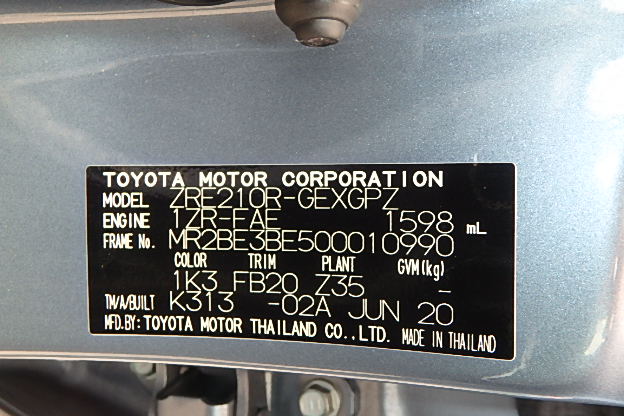 TOYOTA MOTOR CORPORATION
MODEL ZRE210R-GEXGPZ
ENGINE 1ZR-FAE 1598 mL
FRAME No. MR2BE3BE500010990
COLOR TRIM PLANT GVM(kg)
1K3 FB20 Z35 -
TM/A/BUILT K313 -02A JUN 20
MFD.BY: TOYOTA MOTOR THAILAND CO.,LTD. MADE IN THAILAND